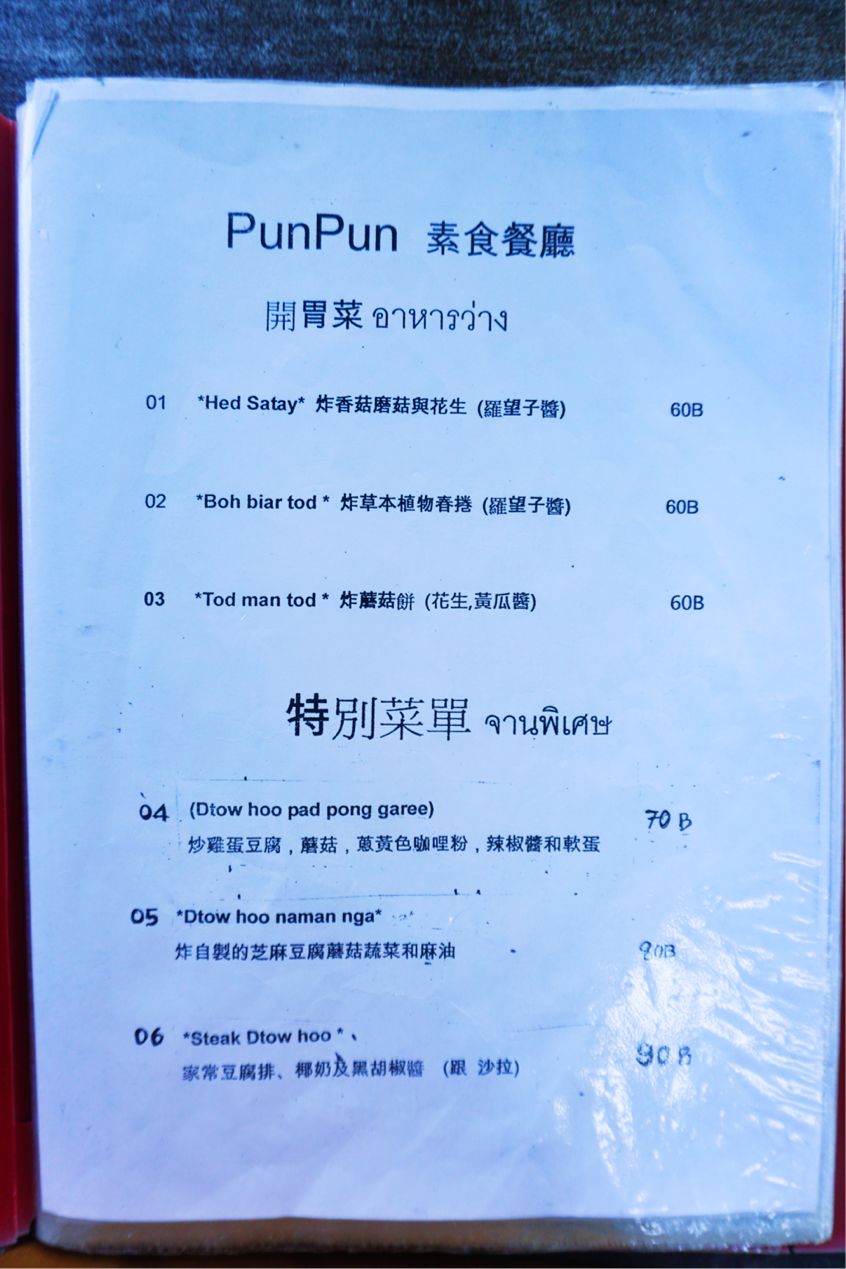 PunPun 素食餐廳
開胃菜 อาหารว่าง
01 *Hed Satay* 炸香菇磨菇與花生 (羅望子醬) 60B
02 *Boh biar tod * 炸草本植物春捲 (羅望子醬) 60B
03 *Tod man tod * 炸蘑菇餅 (花生,黃瓜醬) 60B
特別菜單 จานพิเศษ
04 (Dtow hoo pad pong garee) 70 B
炒雞蛋豆腐，蘑菇，蔥黃色咖哩粉，辣椒醬和軟蛋
05 *Dtow hoo naman nga*
炸自製的芝麻豆腐蘑菇蔬菜和麻油 90B
06 *Steak Dtow hoo *、
家常豆腐排、椰奶及黑胡椒醬 (跟 沙拉) 90 B